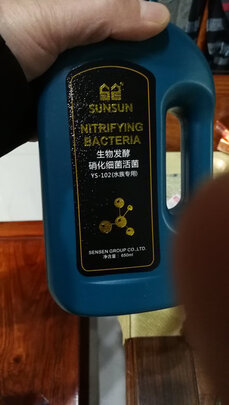 SUNSUN
NITRIFYING
BACTERIA
生物发酵
硝化细菌活菌
YS-102(水族专用)
SENSEN GROUP CO.,LTD.
净含量：850ml